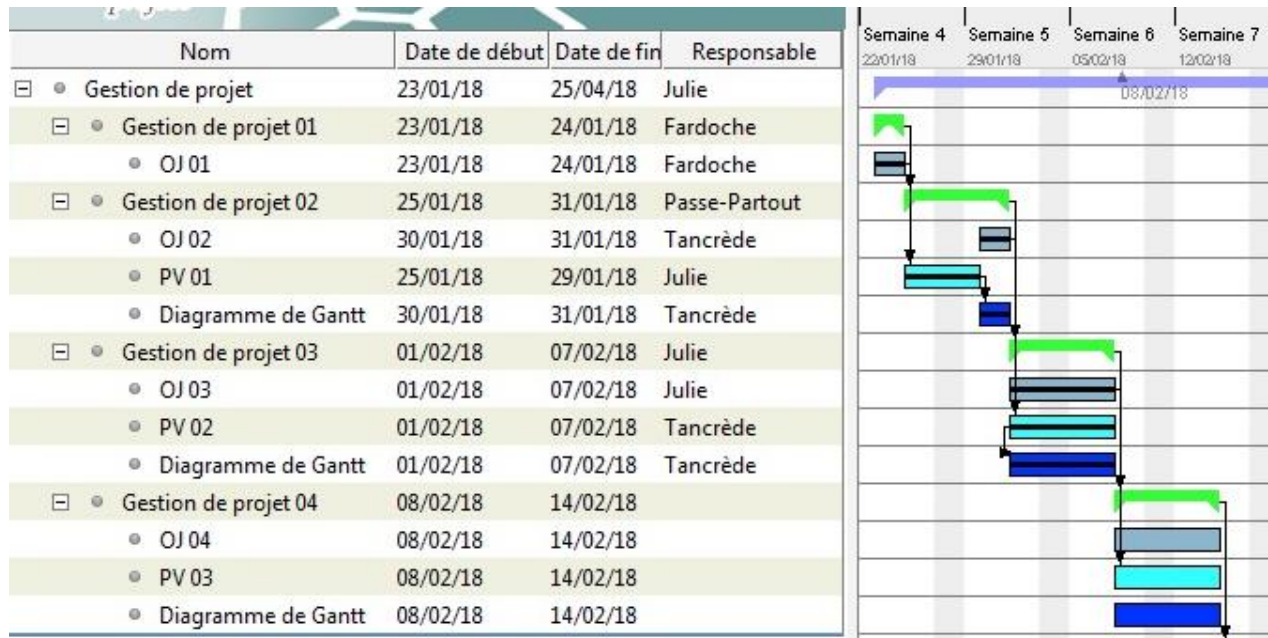 projet
Nom Date de début Date de fin Responsable
Semaine 4 Semaine 5 Semaine 6 Semaine 7
22/01/18 29/01/18 05/02/18 12/02/18
08/02/18
Gestion de projet 23/01/18 25/04/18 Julie
Gestion de projet 01 23/01/18 24/01/18 Fardoche
OJ 01 23/01/18 24/01/18 Fardoche
Gestion de projet 02 25/01/18 31/01/18 Passe-Partout
OJ 02 30/01/18 31/01/18 Tancrède
PV 01 25/01/18 29/01/18 Julie
Diagramme de Gantt 30/01/18 31/01/18 Tancrède
Gestion de projet 03 01/02/18 07/02/18 Julie
OJ 03 01/02/18 07/02/18 Julie
PV 02 01/02/18 07/02/18 Tancrède
Diagramme de Gantt 01/02/18 07/02/18 Tancrède
Gestion de projet 04 08/02/18 14/02/18
OJ 04 08/02/18 14/02/18
PV 03 08/02/18 14/02/18
Diagramme de Gantt 08/02/18 14/02/18